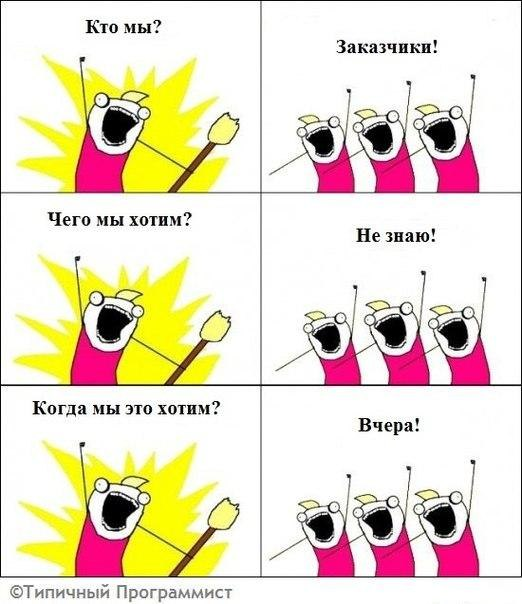 Кто мы?
Заказчики!
Чего мы хотим?
Не знаю!
Когда мы это хотим?
Вчера!
©Типичный Программист